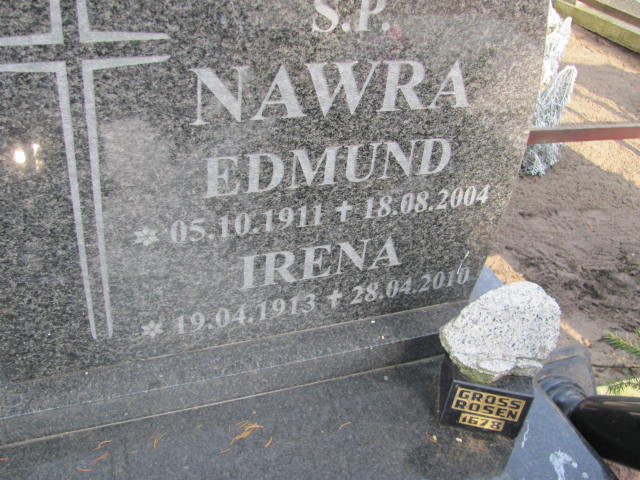 S.P.
NAWRA
EDMUND
* 05.10.1911 ✝ 18.08.2004
IRENA
* 19.04.1913 ✝ 28.04.2010
GROSS
ROSEN
1678